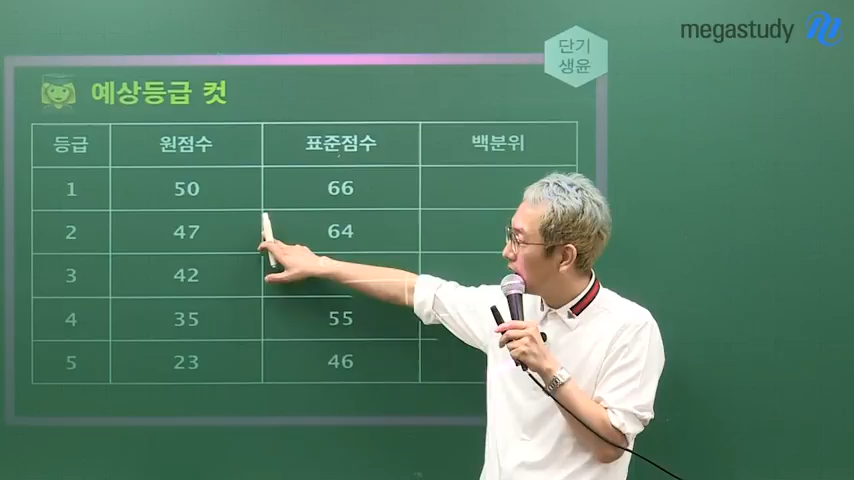 megastudy
단기
생윤
예상등급 컷
등급 원점수 표준점수 백분위
1 50 66
2 47 64
3 42
4 35 55
5 23 46